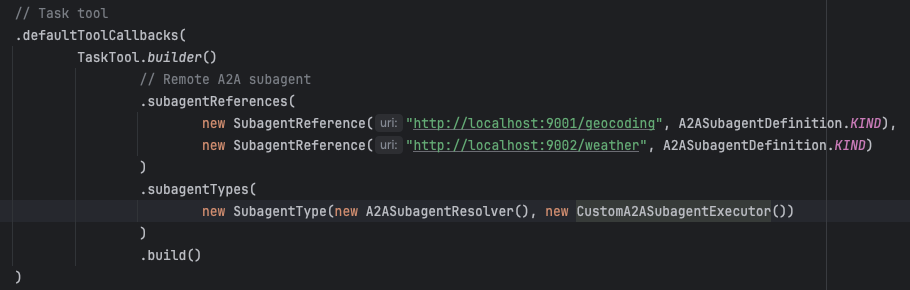 // Task tool
.defaultToolCallbacks(
TaskTool.builder()
// Remote A2A subagent
.subagentReferences(
new SubagentReference( uri: "http://localhost:9001/geocoding", A2ASubagentDefinition.KIND),
new SubagentReference( uri: "http://localhost:9002/weather", A2ASubagentDefinition.KIND)
)
.subagentTypes(
new SubagentType(new A2ASubagentResolver(), new CustomA2ASubagentExecutor())
)
.build()
)